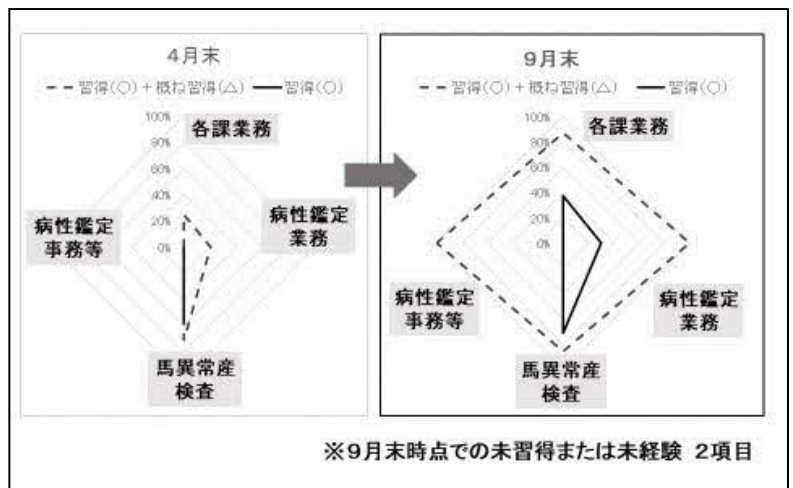 4月末
- - 習得(○)+概ね習得(△) ━習得(○)
100%
80%
60%
40%
20%
0%
各課業務
病性鑑定
業務
馬異常産
検査
病性鑑定
事務等
9月末
- - 習得(○)+概ね習得(△) ━習得(○)
100%
80%
60%
40%
20%
0%
各課業務
病性鑑定
業務
馬異常産
検査
病性鑑定
事務等
※9月末時点での未習得または未経験 2項目